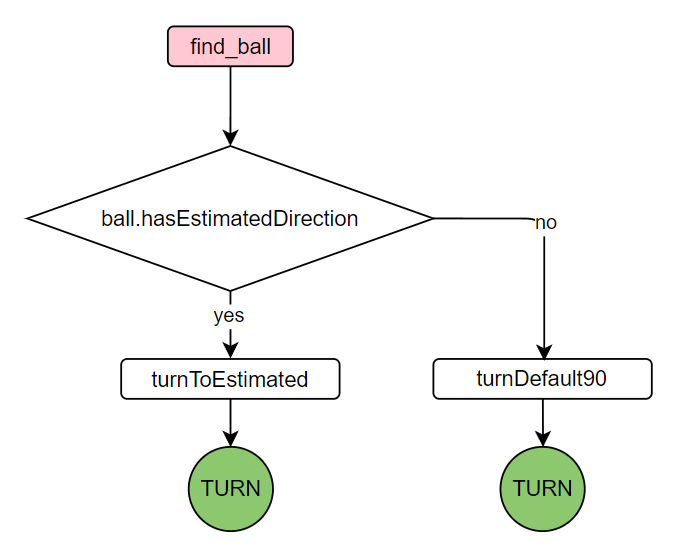 find_ball
ball.hasEstimatedDirection
no
yes
turnToEstimated
turnDefault90
TURN
TURN